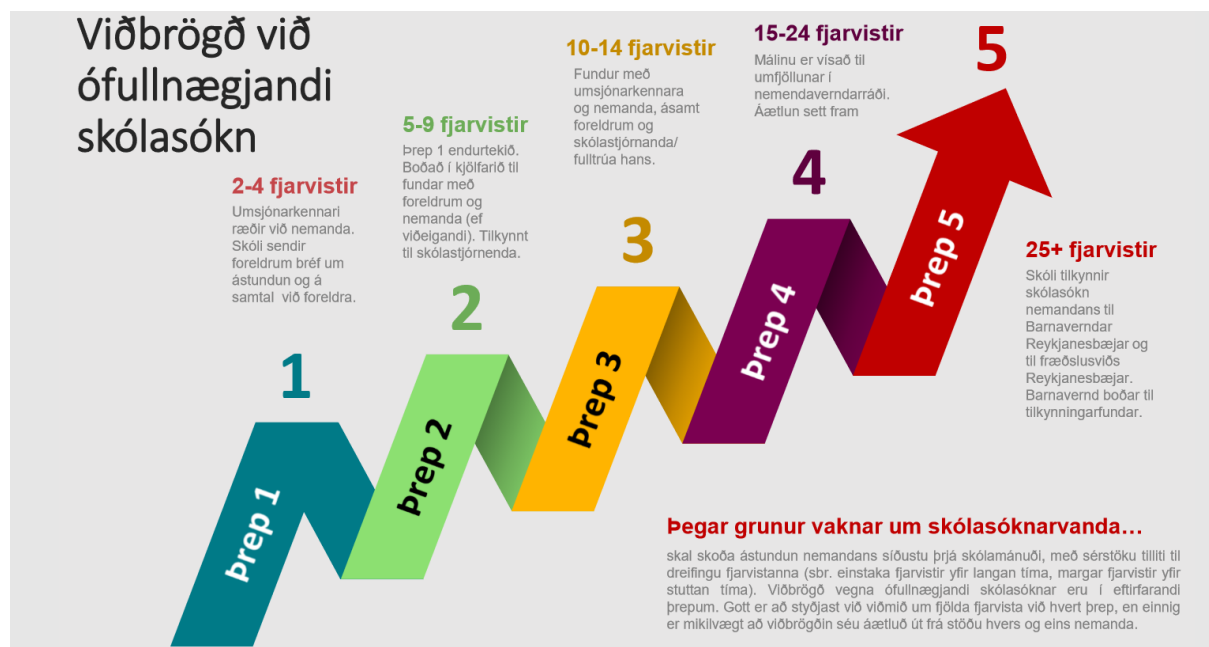 Viðbrögð við
ófullnægjandi
skólasókn
2-4 fjarvistir
Umsjónarkennari
ræðir við nemanda.
Skóli sendir
foreldrum bréf um
ástundun og á
samtal við foreldra.
1
Þrep 1
5-9 fjarvistir
Þrep 1 endurtekið.
Boðað í kjölfarið til
fundar með
foreldrum og
nemanda (ef
viðeigandi). Tilkynnt
til skólastjórnenda.
2
Þrep 2
10-14 fjarvistir
Fundur með
umsjónarkennara
og nemanda, ásamt
foreldrum og
skólastjórnanda/
fulltrúa hans.
3
Þrep 3
15-24 fjarvistir
Málinu er vísað til
umfjöllunar í
nemendaverndarráði.
Áætlun sett fram
4
Þrep 4
5
Þrep 5
25+ fjarvistir
Skóli tilkynnir
skólasókn
nemandans til
Barnaverndar
Reykjanesbæjar og
til fræðslusviðs
Reykjanesbæjar.
Barnavernd boðar til
tilkynningarfundar.
Þegar grunur vaknar um skólasóknarvanda…
skal skoða ástundun nemandans síðustu þrjá skólamánuði, með sérstöku tilliti til
dreifingu fjarvistanna (sbr. einstaka fjarvistir yfir langan tíma, margar fjarvistir yfir
stuttan tíma). Viðbrögð vegna ófullnægjandi skólasóknar eru í eftirfarandi
þrepum. Gott er að styðjast við viðmið um fjölda fjarvista við hvert þrep, en einnig
er mikilvægt að viðbrögðin séu áætluð út frá stöðu hvers og eins nemanda.